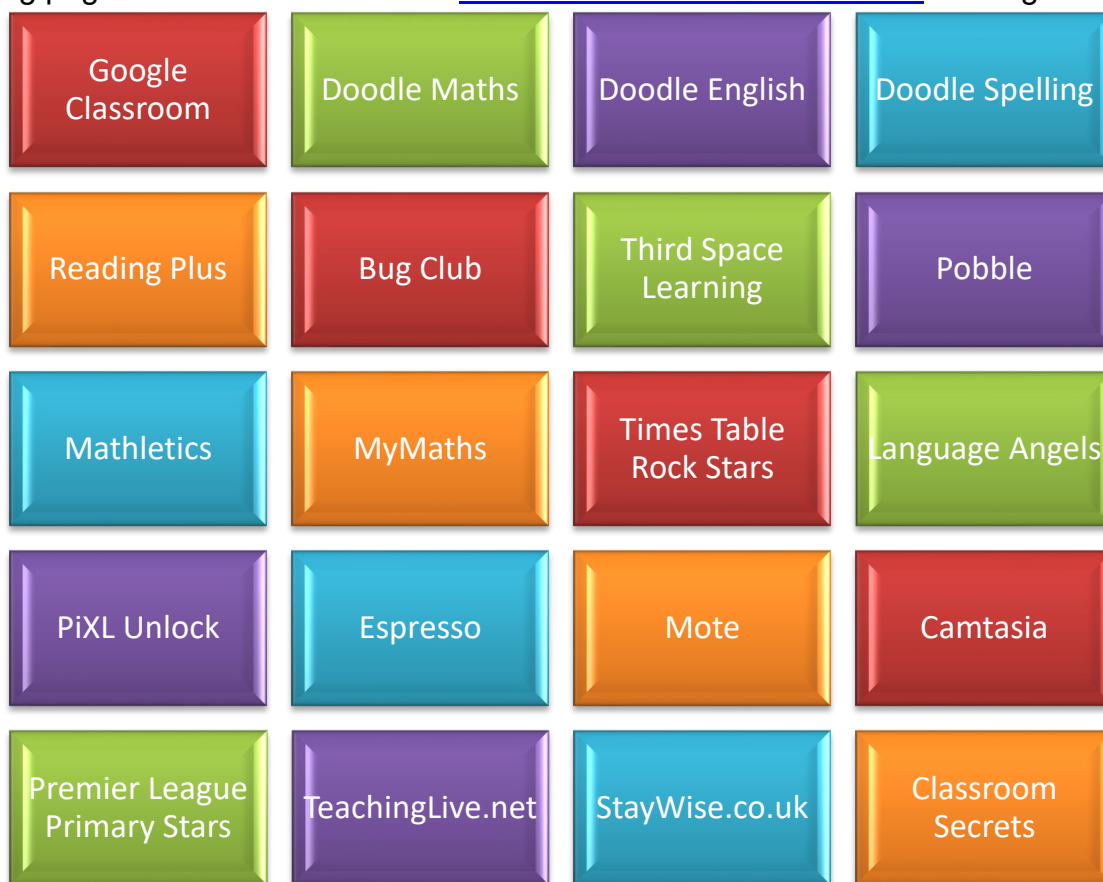 Google
Classroom
Doodle Maths
Doodle English
Doodle Spelling
Reading Plus
Bug Club
Third Space
Learning
Pobble
Mathletics
MyMaths
Times Table
Rock Stars
Language Angels
PiXL Unlock
Espresso
Mote
Camtasia
Premier League
Primary Stars
TeachingLive.net
StayWise.co.uk
Classroom
Secrets